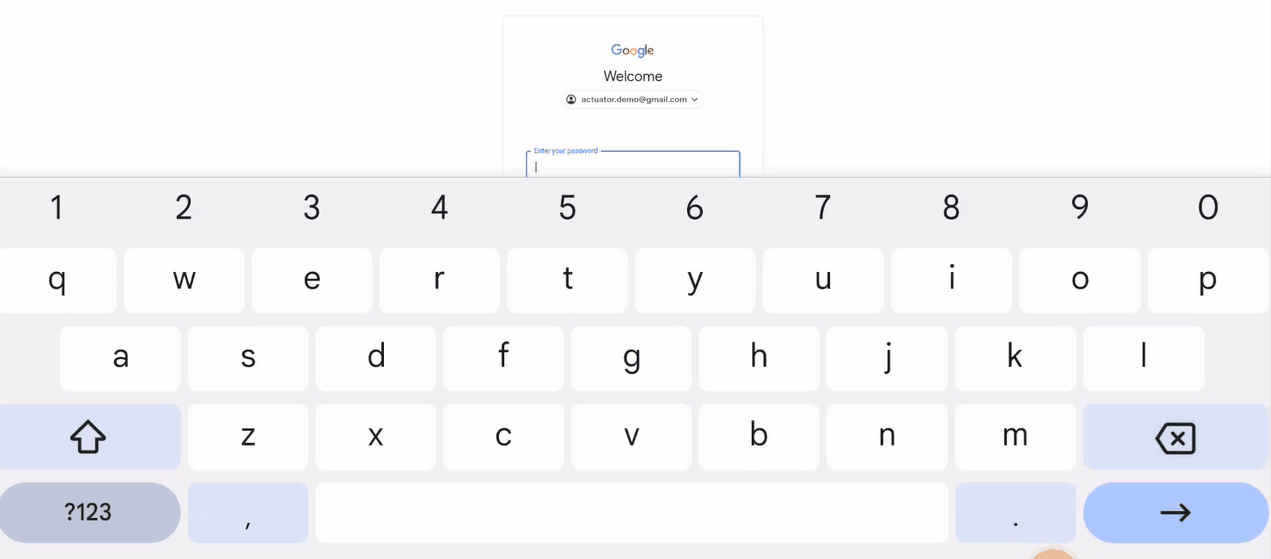 Google
Welcome
actuator.demo@gmail.com
Enter your password
1 2 3 4 5 6 7 8 9 0
q w e r t y u i o p
a s d f g h j k l
z x c v b n m
?123 , .